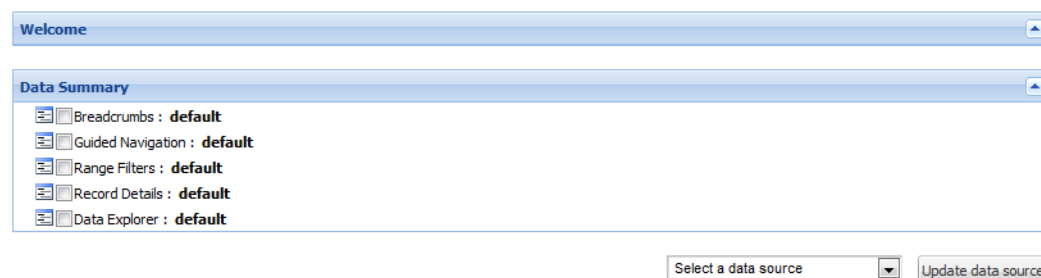 Welcome
Data Summary
Breadcrumbs : default
Guided Navigation : default
Range Filters : default
Record Details : default
Data Explorer : default
Select a data source
Update data source